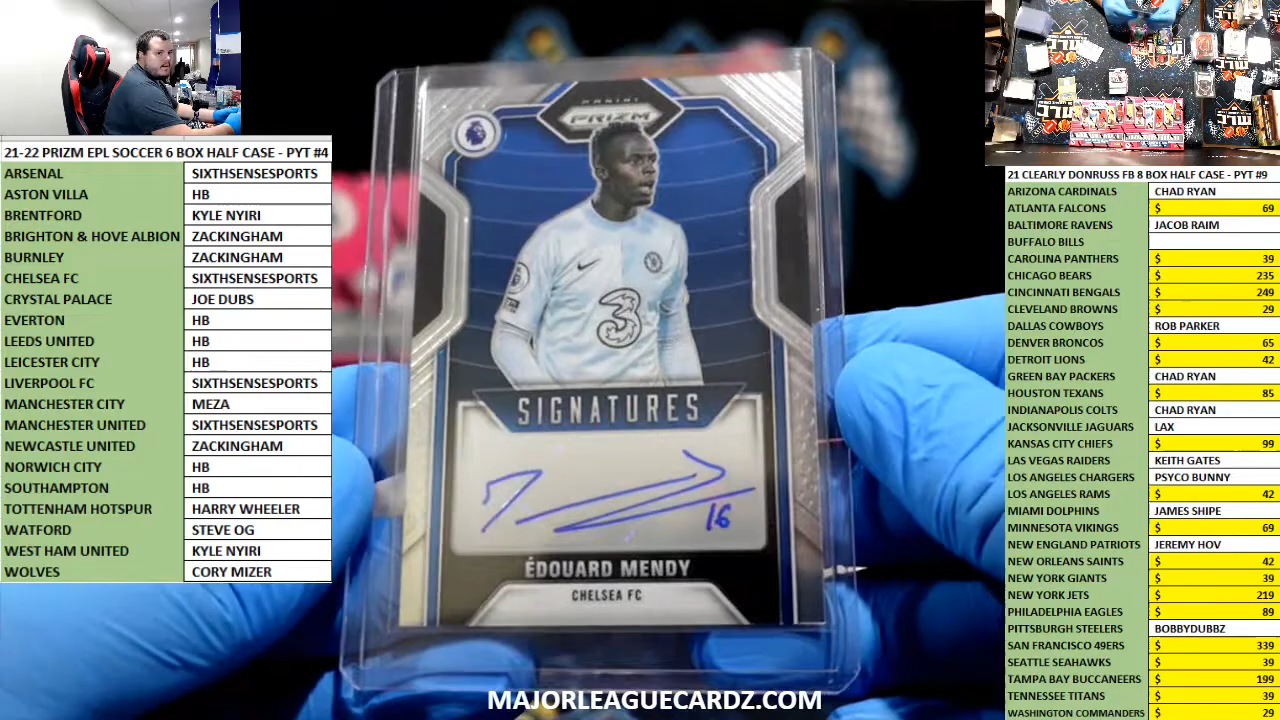 21-22 PRIZM EPL SOCCER 6 BOX HALF CASE - PYT #4
ARSENAL SIXTHSENSESPORTS
ASTON VILLA HB
BRENTFORD KYLE NYIRI
BRIGHTON & HOVE ALBION ZACKINGHAM
BURNLEY ZACKINGHAM
CHELSEA FC SIXTHSENSESPORTS
CRYSTAL PALACE JOE DUBS
EVERTON HB
LEEDS UNITED HB
LEICESTER CITY HB
LIVERPOOL FC SIXTHSENSESPORTS
MANCHESTER CITY MEZA
MANCHESTER UNITED SIXTHSENSESPORTS
NEWCASTLE UNITED ZACKINGHAM
NORWICH CITY HB
SOUTHAMPTON HB
TOTTENHAM HOTSPUR HARRY WHEELER
WATFORD STEVE OG
WEST HAM UNITED KYLE NYIRI
WOLVES CORY MIZER
PANINI
PRIZM
3
SIGNATURES
16
ÉDOUARD MENDY
CHELSEA FC
MAJORLEAGUECARDZ.COM
21 CLEARLY DONRUSS FB 8 BOX HALF CASE - PYT #9
ARIZONA CARDINALS CHAD RYAN
ATLANTA FALCONS $ 69
BALTIMORE RAVENS JACOB RAIM
BUFFALO BILLS
CAROLINA PANTHERS $ 39
CHICAGO BEARS $ 235
CINCINNATI BENGALS $ 249
CLEVELAND BROWNS $ 29
DALLAS COWBOYS ROB PARKER
DENVER BRONCOS $ 65
DETROIT LIONS $ 42
GREEN BAY PACKERS CHAD RYAN
HOUSTON TEXANS $ 85
INDIANAPOLIS COLTS CHAD RYAN
JACKSONVILLE JAGUARS LAX
KANSAS CITY CHIEFS $ 99
LAS VEGAS RAIDERS KEITH GATES
LOS ANGELES CHARGERS PSYCO BUNNY
LOS ANGELES RAMS $ 42
MIAMI DOLPHINS JAMES SHIPE
MINNESOTA VIKINGS $ 69
NEW ENGLAND PATRIOTS JEREMY HOV
NEW ORLEANS SAINTS $ 42
NEW YORK GIANTS $ 39
NEW YORK JETS $ 219
PHILADELPHIA EAGLES $ 89
PITTSBURGH STEELERS BOBBYDUBBZ
SAN FRANCISCO 49ERS $ 339
SEATTLE SEAHAWKS $ 39
TAMPA BAY BUCCANEERS $ 199
TENNESSEE TITANS $ 39
WASHINGTON COMMANDERS $ 29